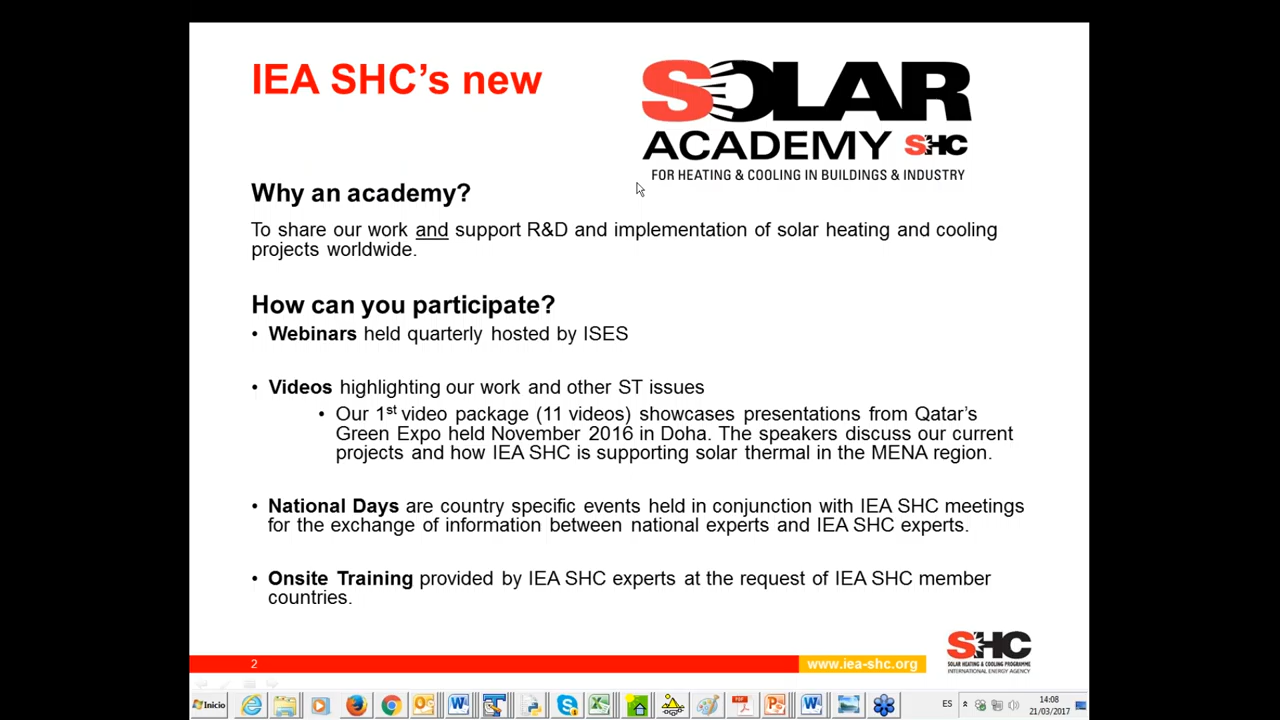 IEA SHC's new
SOLAR
ACADEMY SHC
FOR HEATING & COOLING IN BUILDINGS & INDUSTRY
Why an academy?
To share our work and support R&D and implementation of solar heating and cooling
projects worldwide.
How can you participate?
• Webinars held quarterly hosted by ISES
• Videos highlighting our work and other ST issues
• Our 1st video package (11 videos) showcases presentations from Qatar's
Green Expo held November 2016 in Doha. The speakers discuss our current
projects and how IEA SHC is supporting solar thermal in the MENA region.
• National Days are country specific events held in conjunction with IEA SHC meetings
for the exchange of information between national experts and IEA SHC experts.
• Onsite Training provided by IEA SHC experts at the request of IEA SHC member
countries.
SHC
SOLAR HEATING & COOLING PROGRAMME
INTERNATIONAL ENERGY AGENCY
2
www.iea-shc.org
Inicio
ES
14:08
21/03/2017